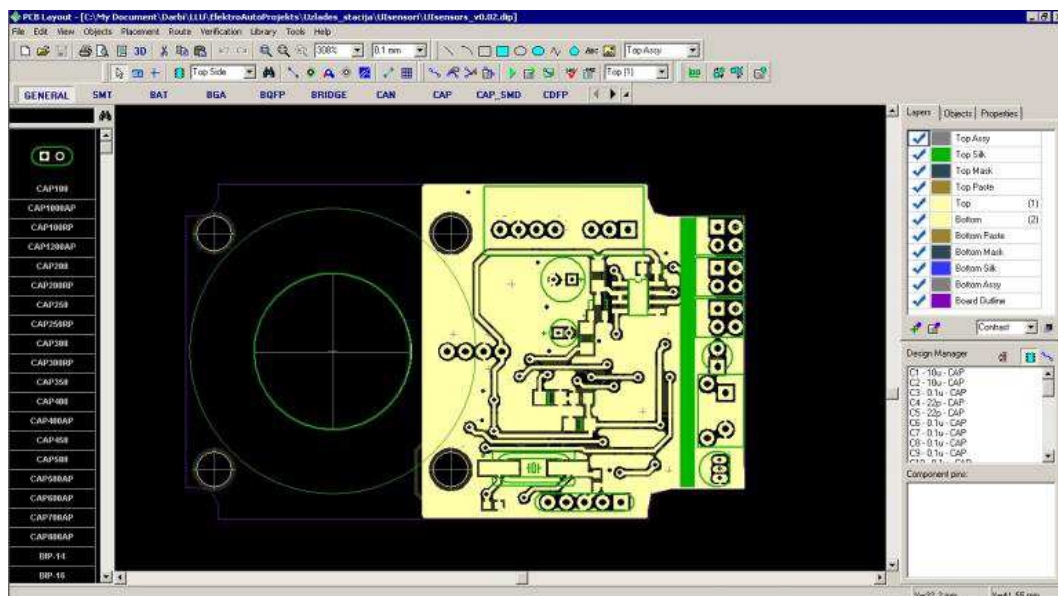 PCB Layout - [C:\My Document\Darbi\LLU\ElektroAutoProjekts\Uzlades_stacija\UIsensori\UIsensors_v0.02.dip]
File Edit View Objects Placement Route Verification Library Tools Help
3D 308% 0.1 mm Abc Top Assy
Top Side Top (1)
GENERAL SMT BAT BGA BQFP BRIDGE CAN CAP CAP_SMD CDFP
CAP100
CAP1000AP
CAP100RP
CAP1200AP
CAP200
CAP200RP
CAP250
CAP250RP
CAP300
CAP300RP
CAP350
CAP400
CAP400AP
CAP450
CAP500
CAP500AP
CAP600AP
CAP700AP
CAP800AP
DIP-14
DIP-16
Layers Objects Properties
Top Assy
Top Silk
Top Mask
Top Paste
Top (1)
Bottom (2)
Bottom Paste
Bottom Mask
Bottom Silk
Bottom Assy
Board Outline
Contrast
Design Manager all
C1 - 10u - CAP
C2 - 10u - CAP
C3 - 0.1u - CAP
C4 - 22p - CAP
C5 - 22p - CAP
C6 - 0.1u - CAP
C7 - 0.1u - CAP
C8 - 0.1u - CAP
C9 - 0.1u - CAP
Component pins: